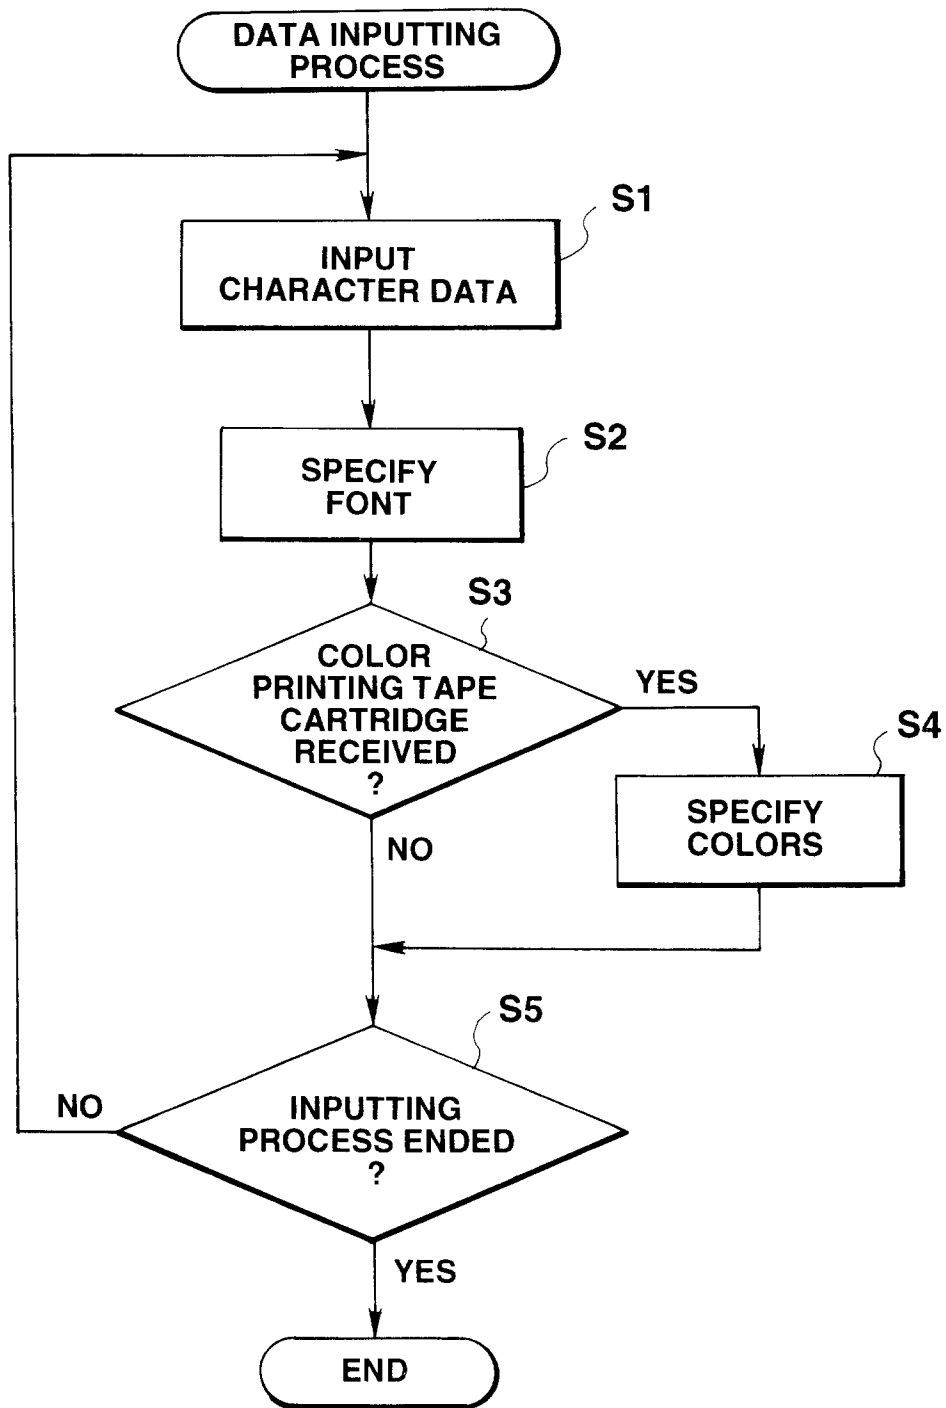 DATA INPUTTING
PROCESS
S1
INPUT
CHARACTER DATA
S2
SPECIFY
FONT
S3
COLOR
PRINTING TAPE
CARTRIDGE
RECEIVED
?
YES
S4
SPECIFY
COLORS
NO
S5
NO
INPUTTING
PROCESS ENDED
?
YES
END